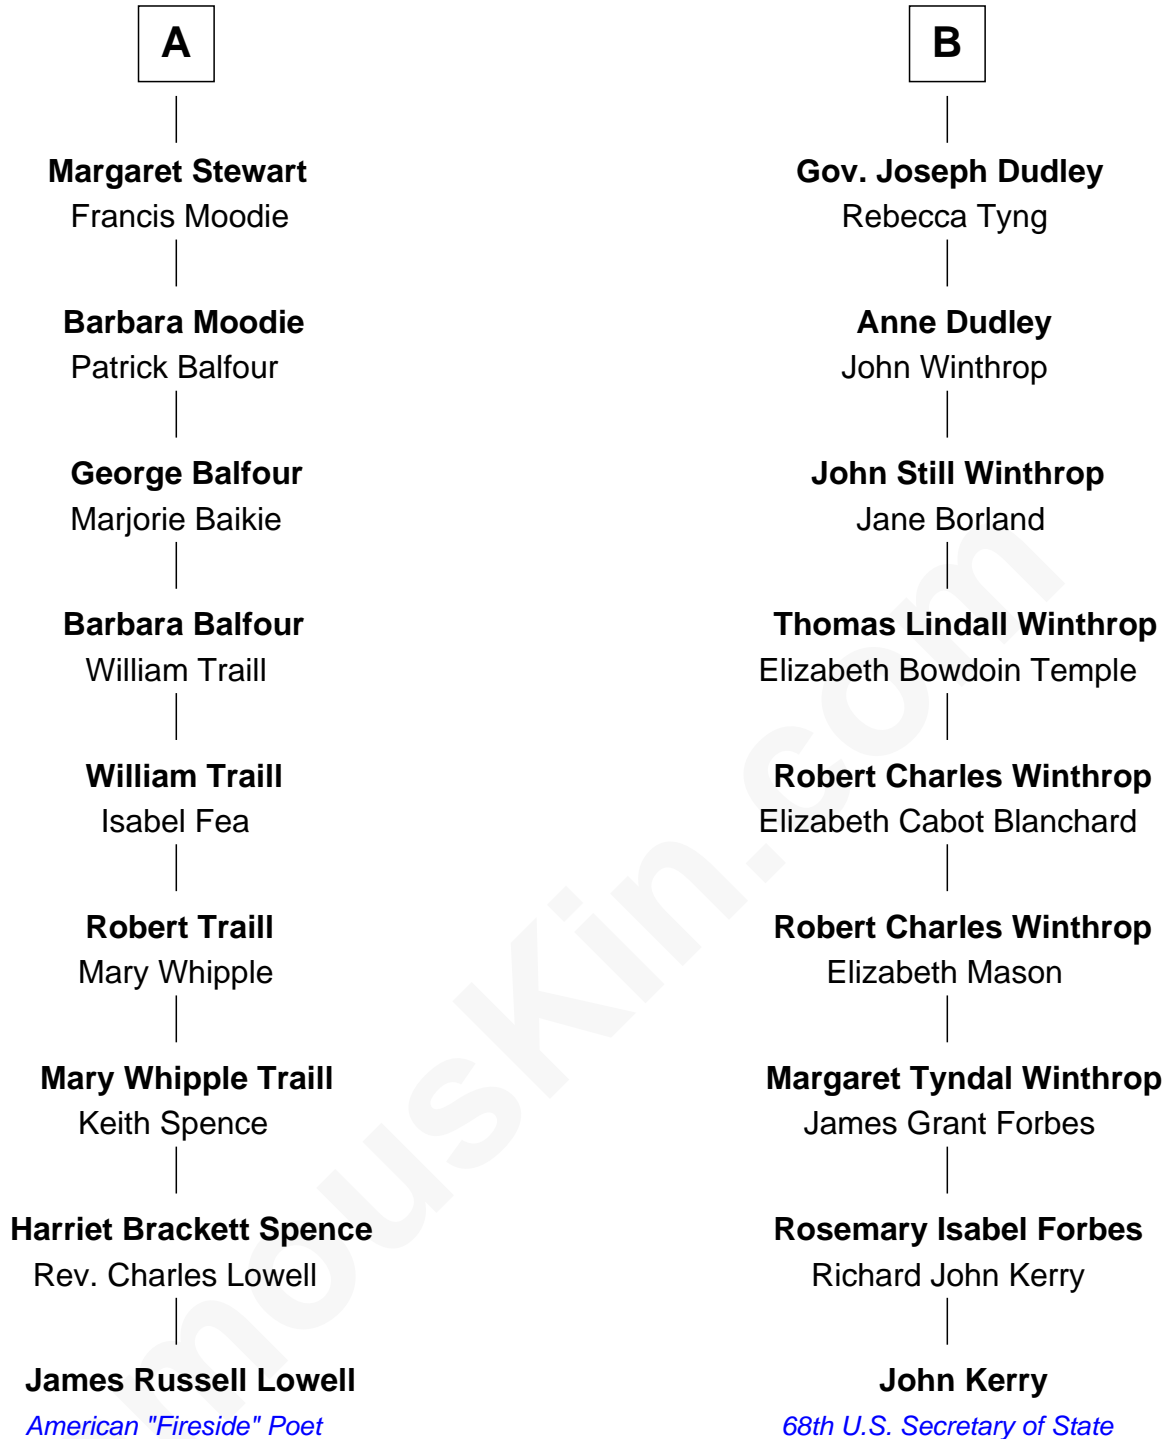 A
Margaret Stewart
Francis Moodie
Barbara Moodie
Patrick Balfour
George Balfour
Marjorie Baikie
Barbara Balfour
William Traill
William Traill
Isabel Fea
Robert Traill
Mary Whipple
Mary Whipple Traill
Keith Spence
Harriet Brackett Spence
Rev. Charles Lowell
James Russell Lowell
American "Fireside" Poet
B
Gov. Joseph Dudley
Rebecca Tyng
Anne Dudley
John Winthrop
John Still Winthrop
Jane Borland
Thomas Lindall Winthrop
Elizabeth Bowdoin Temple
Robert Charles Winthrop
Elizabeth Cabot Blanchard
Robert Charles Winthrop
Elizabeth Mason
Margaret Tyndal Winthrop
James Grant Forbes
Rosemary Isabel Forbes
Richard John Kerry
John Kerry
68th U.S. Secretary of State
mousKin.com